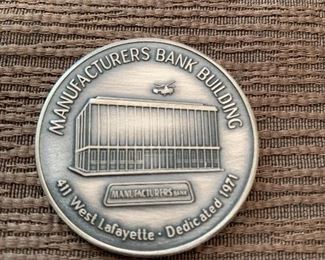 MANUFACTURERS BANK BUILDING
MANUFACTURERS BANK
411 West Lafayette · Dedicated 1971